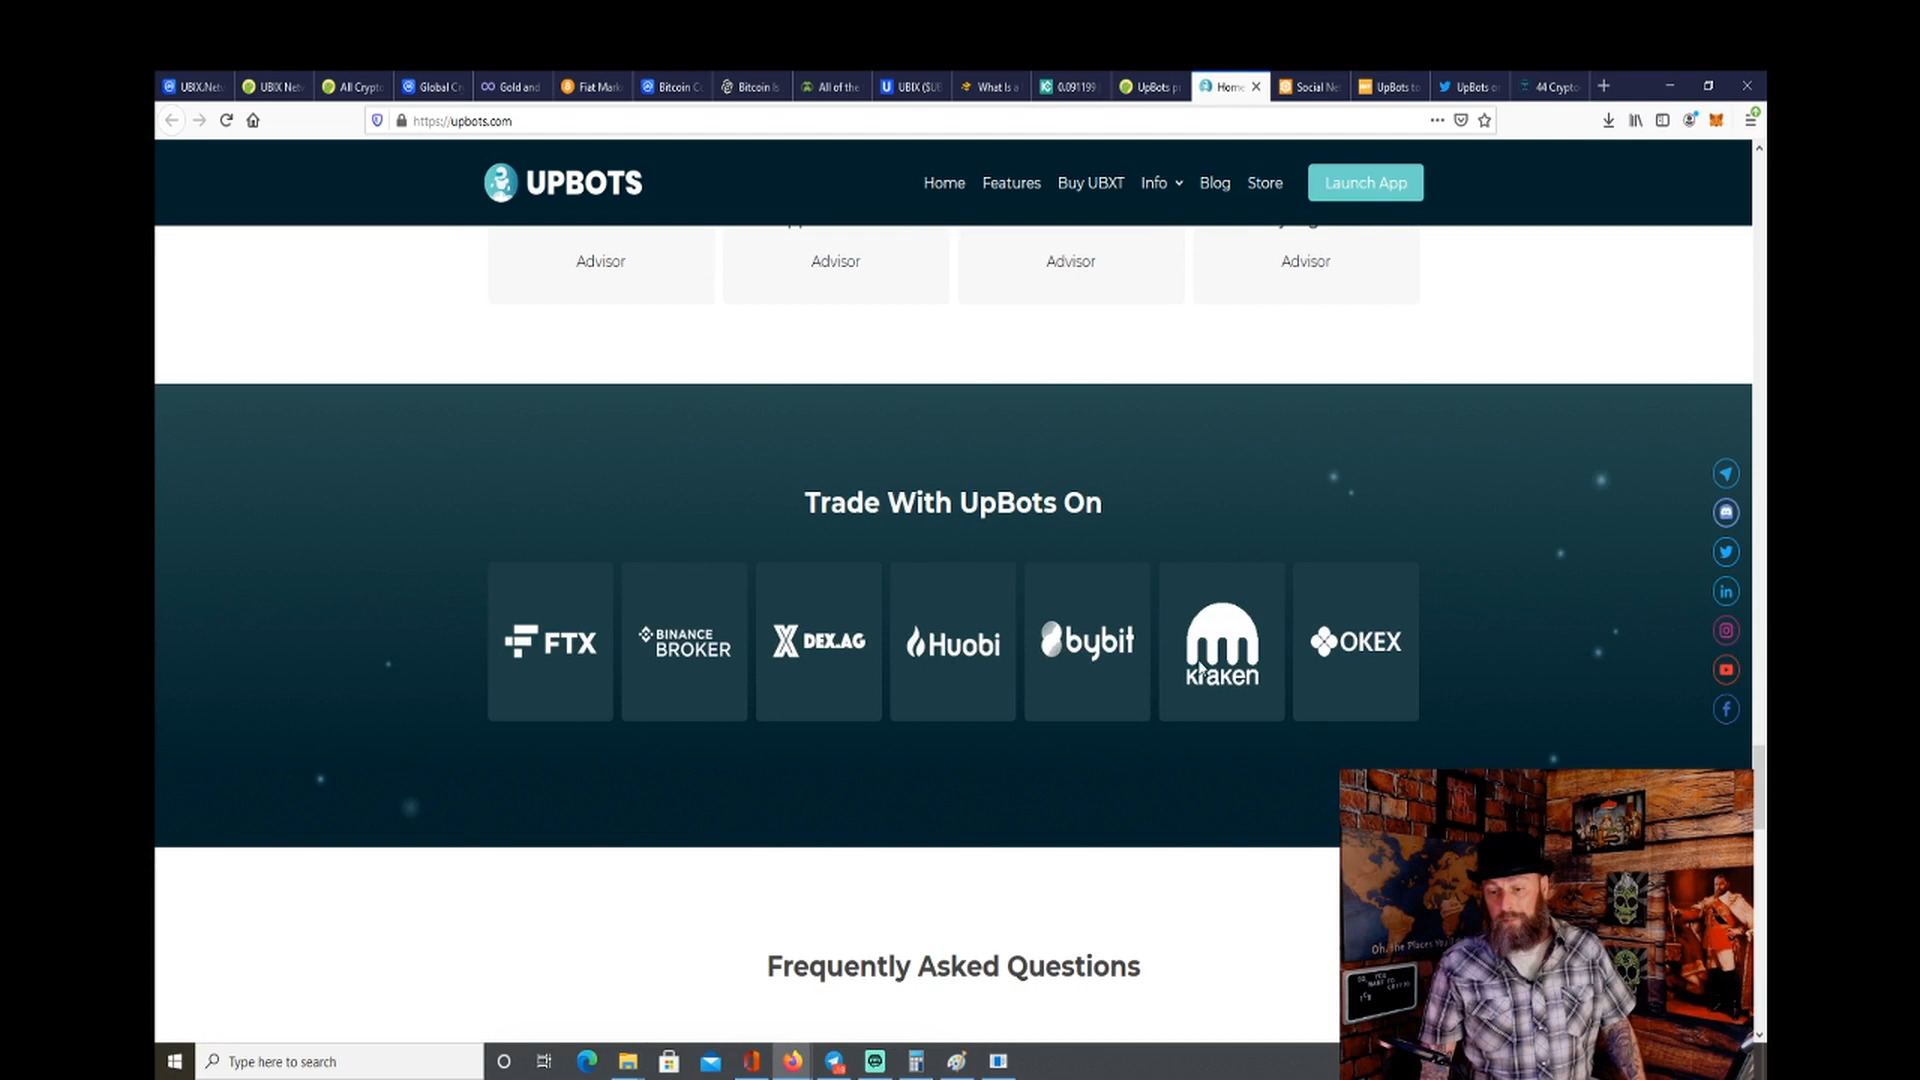 UBIX.Net
UBIX Net
All Crypto
Global Cr
Gold and
Fiat Mark
Bitcoin Co
Bitcoin Is
All of the
UBIX ($UB
What Is a
0.091199
UpBots p
Home
Social Ne
UpBots to
UpBots o
44 Crypto
https://upbots.com
UPBOTS
Home
Features
Buy UBXT
Info
Blog
Store
Launch App
Advisor
Advisor
Advisor
Advisor
Trade With UpBots On
FTX
BINANCE
BROKER
DEX.AG
Huobi
bybit
kraken
OKEX
Frequently Asked Questions
Type here to search